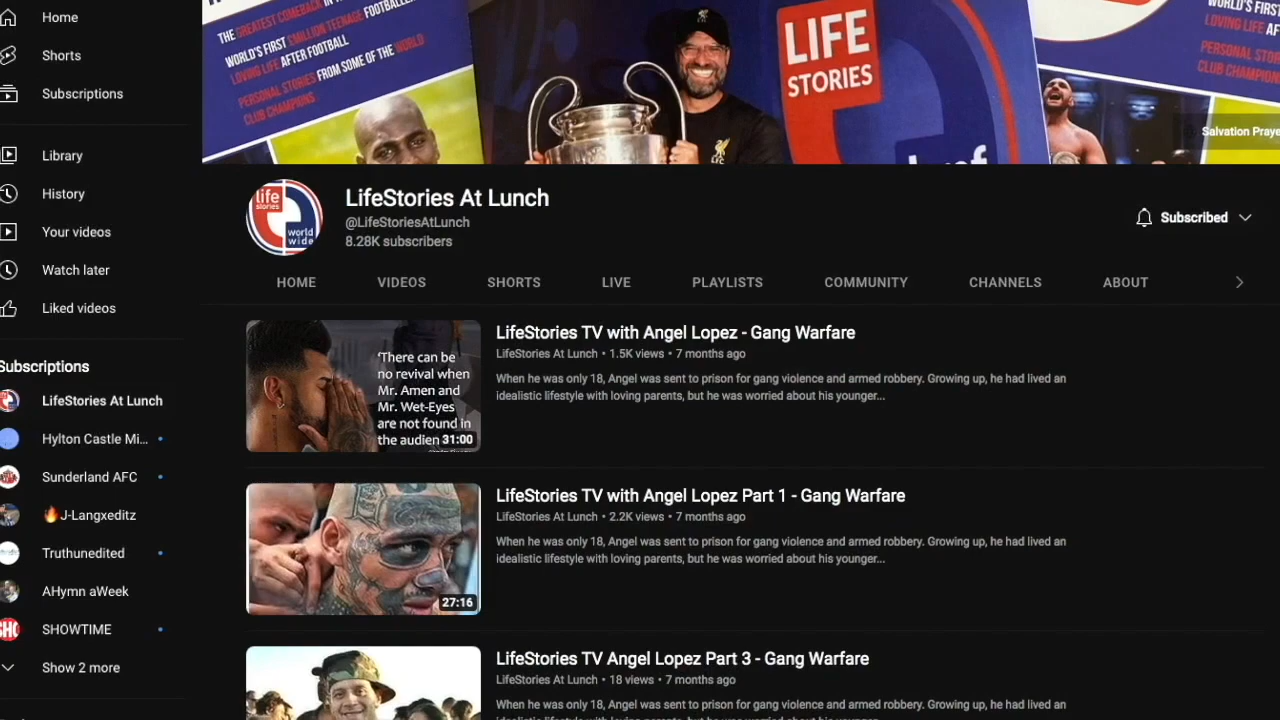 Home
Shorts
Subscriptions
Library
History
Your videos
Watch later
Liked videos
Subscriptions
LifeStories At Lunch
Hylton Castle Mi...
Sunderland AFC
🔥J-Langxeditz
Truthunedited
AHymn aWeek
SHOWTIME
Show 2 more
THE GREATEST COMEBACK IN
WORLD'S FIRST £MILLION TEENAGE FOOTBALLER
LOVING LIFE AFTER FOOTBALL
PERSONAL STORIES FROM SOME OF THE WORLD
CLUB CHAMPIONS
LIFE
STORIES
WORLD'S FIRST
LOVING LIFE AF
PERSONAL STOR
CLUB CHAMPION
Salvation Praye
life
stories
world
wide
LifeStories At Lunch
@LifeStoriesAtLunch
8.28K subscribers
Subscribed
HOME VIDEOS SHORTS LIVE PLAYLISTS COMMUNITY CHANNELS ABOUT
'There can be
no revival when
Mr. Amen and
Mr. Wet-Eyes
are not found in
the audien
31:00
LifeStories TV with Angel Lopez - Gang Warfare
LifeStories At Lunch • 1.5K views • 7 months ago
When he was only 18, Angel was sent to prison for gang violence and armed robbery. Growing up, he had lived an
idealistic lifestyle with loving parents, but he was worried about his younger...
27:16
LifeStories TV with Angel Lopez Part 1 - Gang Warfare
LifeStories At Lunch • 2.2K views • 7 months ago
When he was only 18, Angel was sent to prison for gang violence and armed robbery. Growing up, he had lived an
idealistic lifestyle with loving parents, but he was worried about his younger...
LifeStories TV Angel Lopez Part 3 - Gang Warfare
LifeStories At Lunch • 18 views • 7 months ago
When he was only 18, Angel was sent to prison for gang violence and armed robbery. Growing up, he had lived an